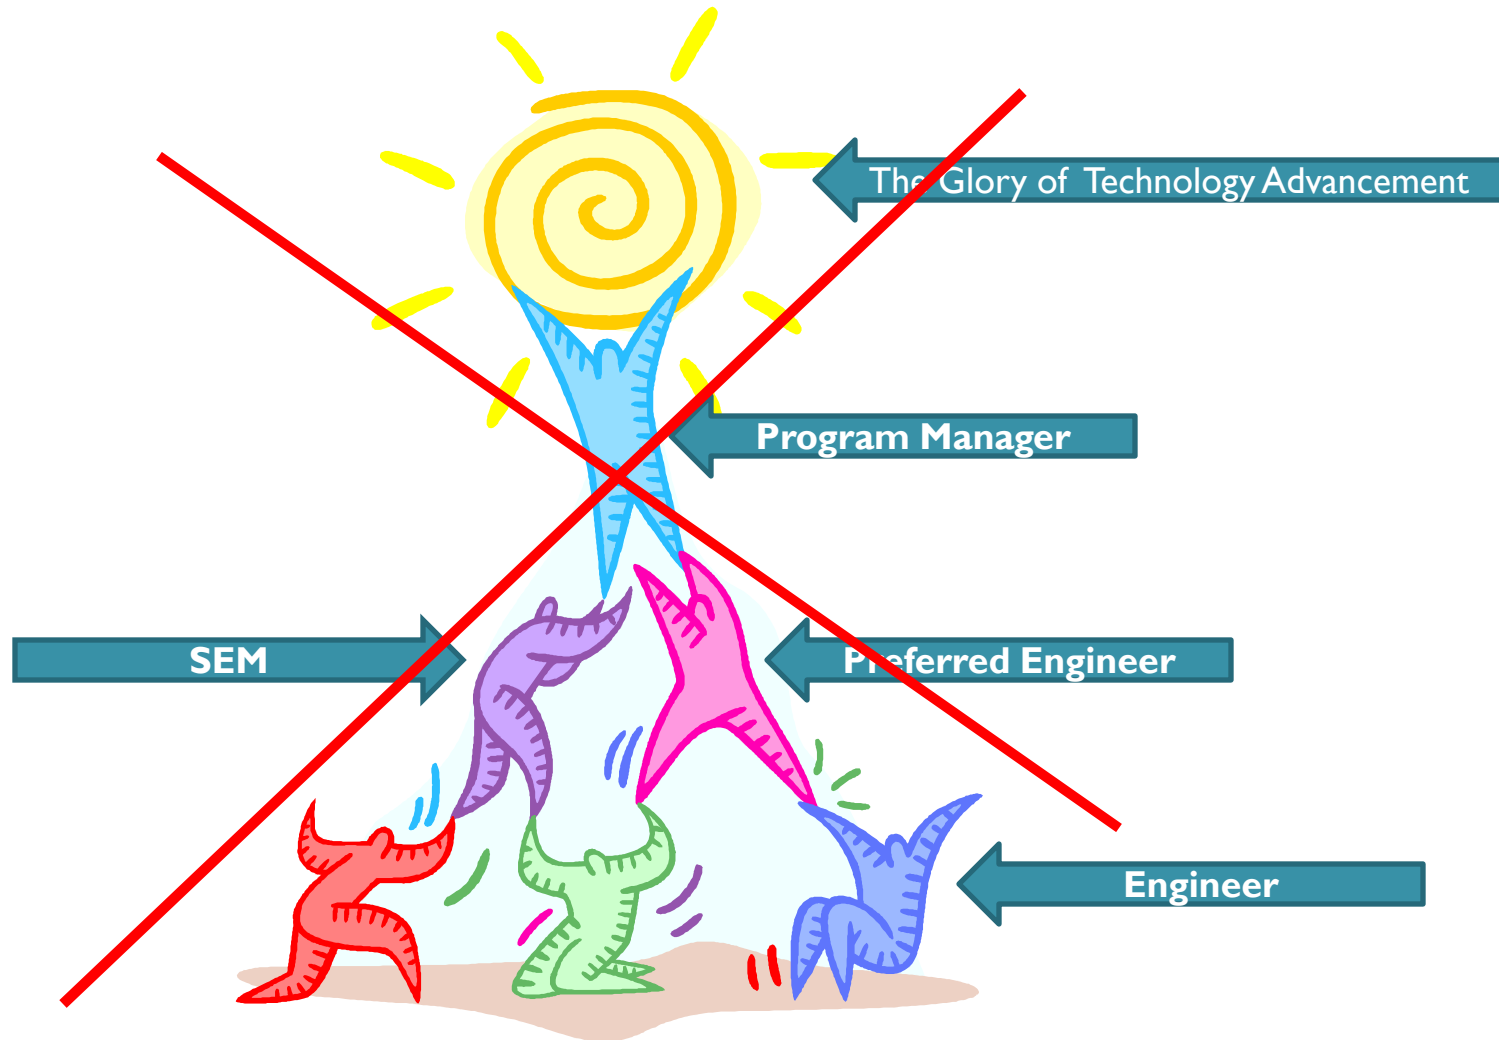 The Glory of Technology Advancement
Program Manager
SEM
Preferred Engineer
Engineer